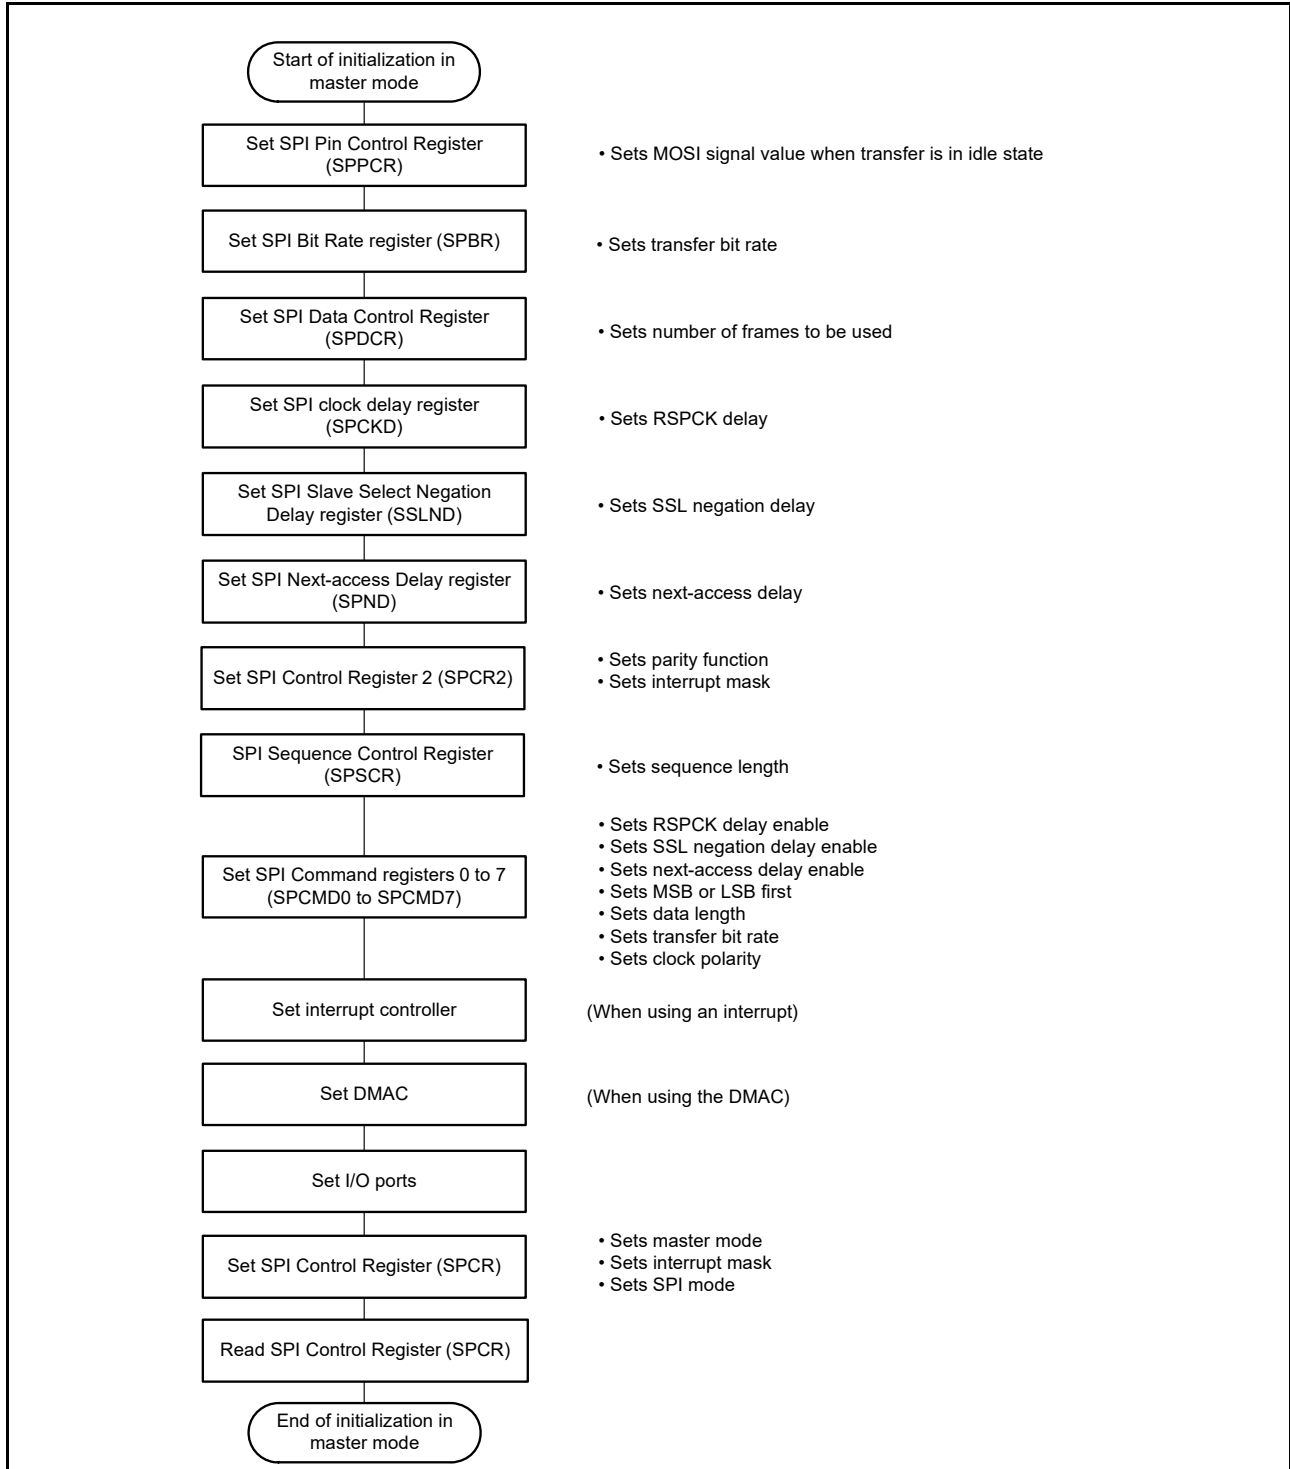 Start of initialization in
master mode
Set SPI Pin Control Register
(SPPCR)
• Sets MOSI signal value when transfer is in idle state
Set SPI Bit Rate register (SPBR)
• Sets transfer bit rate
Set SPI Data Control Register
(SPDCR)
• Sets number of frames to be used
Set SPI clock delay register
(SPCKD)
• Sets RSPCK delay
Set SPI Slave Select Negation
Delay register (SSLND)
• Sets SSL negation delay
Set SPI Next-access Delay register
(SPND)
• Sets next-access delay
Set SPI Control Register 2 (SPCR2)
• Sets parity function
• Sets interrupt mask
SPI Sequence Control Register
(SPSCR)
• Sets sequence length
Set SPI Command registers 0 to 7
(SPCMD0 to SPCMD7)
• Sets RSPCK delay enable
• Sets SSL negation delay enable
• Sets next-access delay enable
• Sets MSB or LSB first
• Sets data length
• Sets transfer bit rate
• Sets clock polarity
Set interrupt controller
(When using an interrupt)
Set DMAC
(When using the DMAC)
Set I/O ports
Set SPI Control Register (SPCR)
• Sets master mode
• Sets interrupt mask
• Sets SPI mode
Read SPI Control Register (SPCR)
End of initialization in
master mode